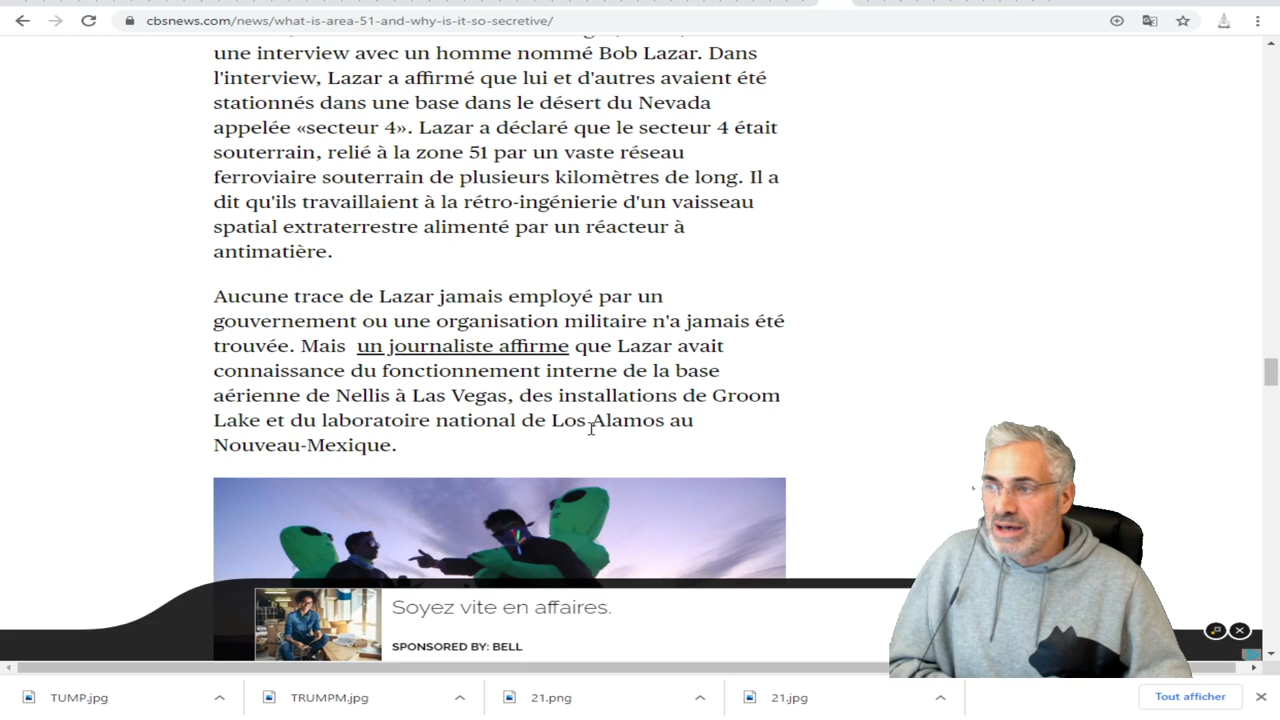 cbsnews.com/news/what-is-area-51-and-why-is-it-so-secretive/
une interview avec un homme nommé Bob Lazar. Dans
l'interview, Lazar a affirmé que lui et d'autres avaient été
stationnés dans une base dans le désert du Nevada
appelée «secteur 4». Lazar a déclaré que le secteur 4 était
souterrain, relié à la zone 51 par un vaste réseau
ferroviaire souterrain de plusieurs kilomètres de long. Il a
dit qu'ils travaillaient à la rétro-ingénierie d'un vaisseau
spatial extraterrestre alimenté par un réacteur à
antimatière.
Aucune trace de Lazar jamais employé par un
gouvernement ou une organisation militaire n'a jamais été
trouvée. Mais un journaliste affirme que Lazar avait
connaissance du fonctionnement interne de la base
aérienne de Nellis à Las Vegas, des installations de Groom
Lake et du laboratoire national de Los Alamos au
Nouveau-Mexique.
Soyez vite en affaires.
SPONSORED BY: BELL
TUMP.jpg
TRUMPM.jpg
21.png
21.jpg
Tout afficher